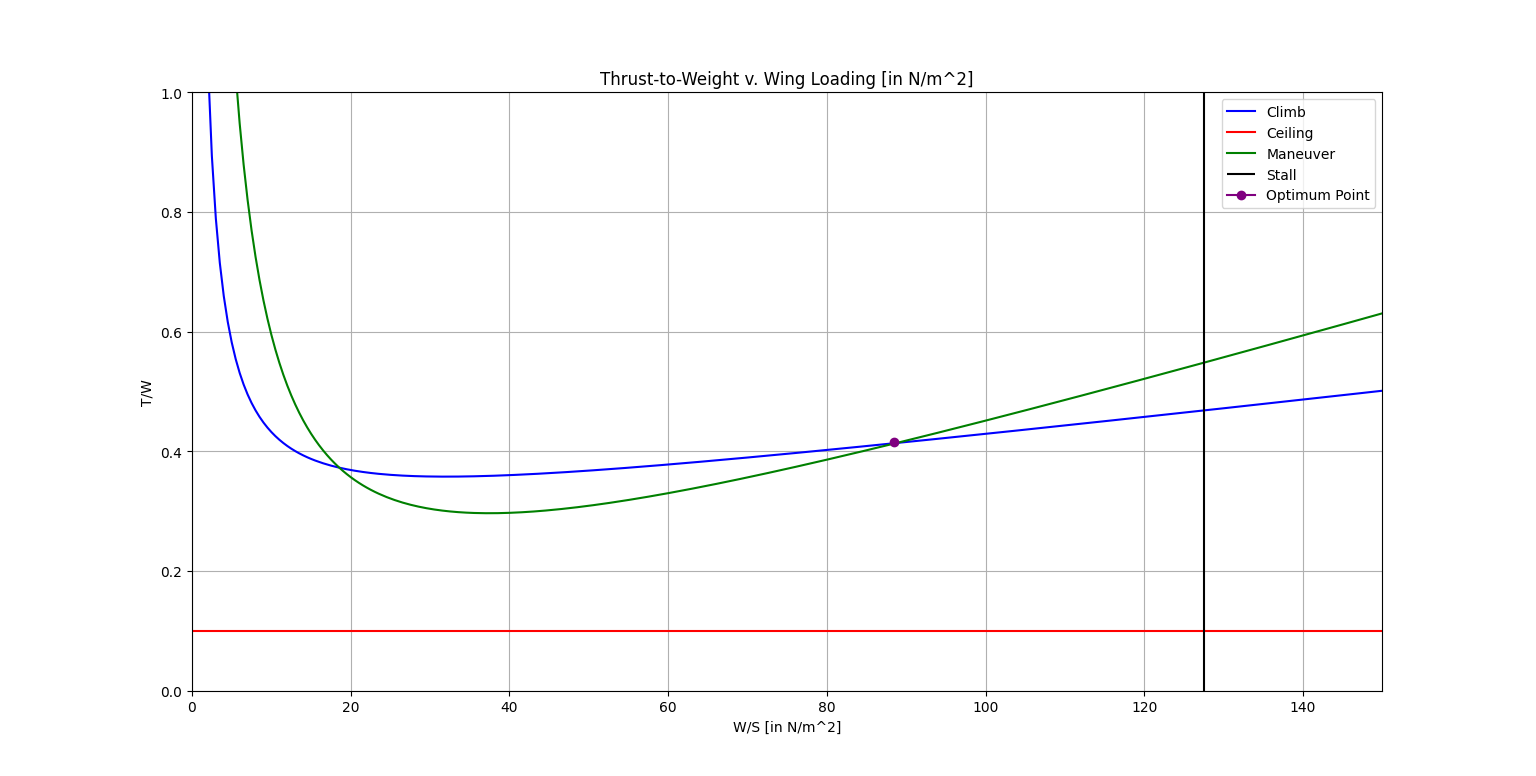 Thrust-to-Weight v. Wing Loading [in N/m^2]
1.0
0.8
0.6
0.4
0.2
0.0
T/W
0 20 40 60 80 100 120 140
W/S [in N/m^2]
Climb
Ceiling
Maneuver
Stall
Optimum Point